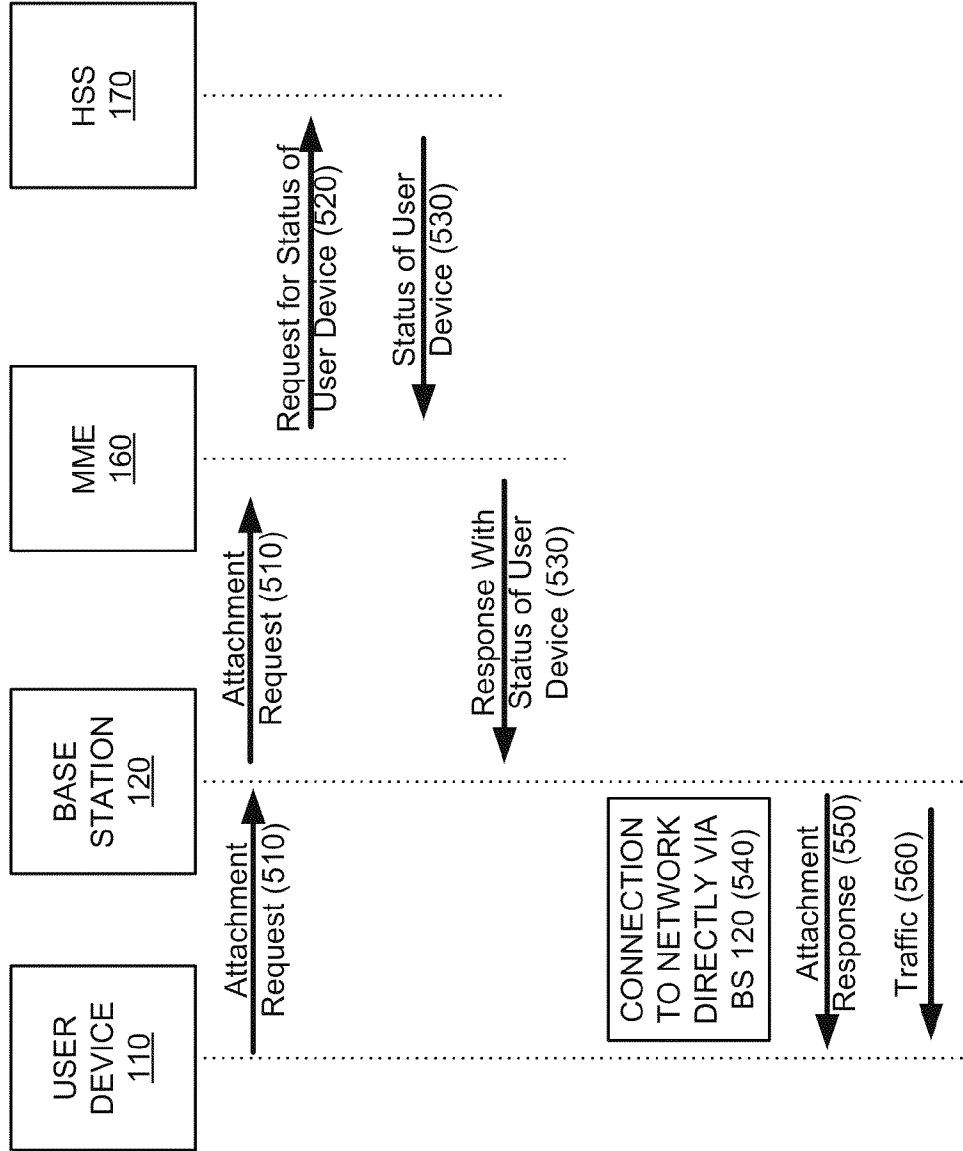 USER
DEVICE
110
BASE
STATION
120
MME
160
HSS
170
Attachment
Request (510)
Attachment
Request (510)
Request for Status of
User Device (520)
Status of User
Device (530)
Response With
Status of User
Device (530)
CONNECTION
TO NETWORK
DIRECTLY VIA
BS 120 (540)
Attachment
Response (550)
Traffic (560)